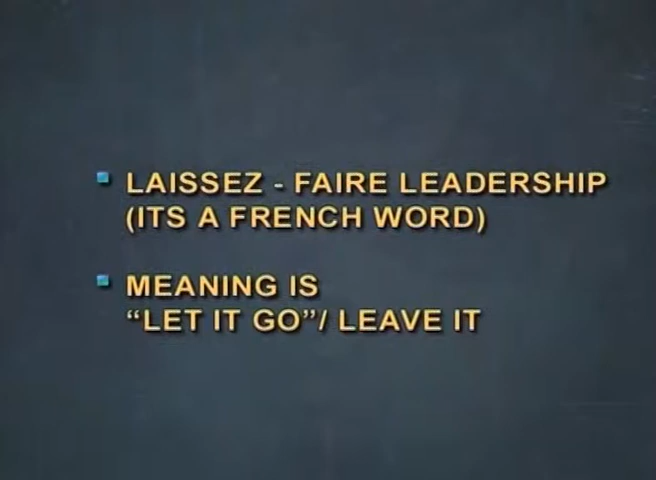 LAISSEZ - FAIRE LEADERSHIP
(ITS A FRENCH WORD)
MEANING IS
“LET IT GO”/ LEAVE IT